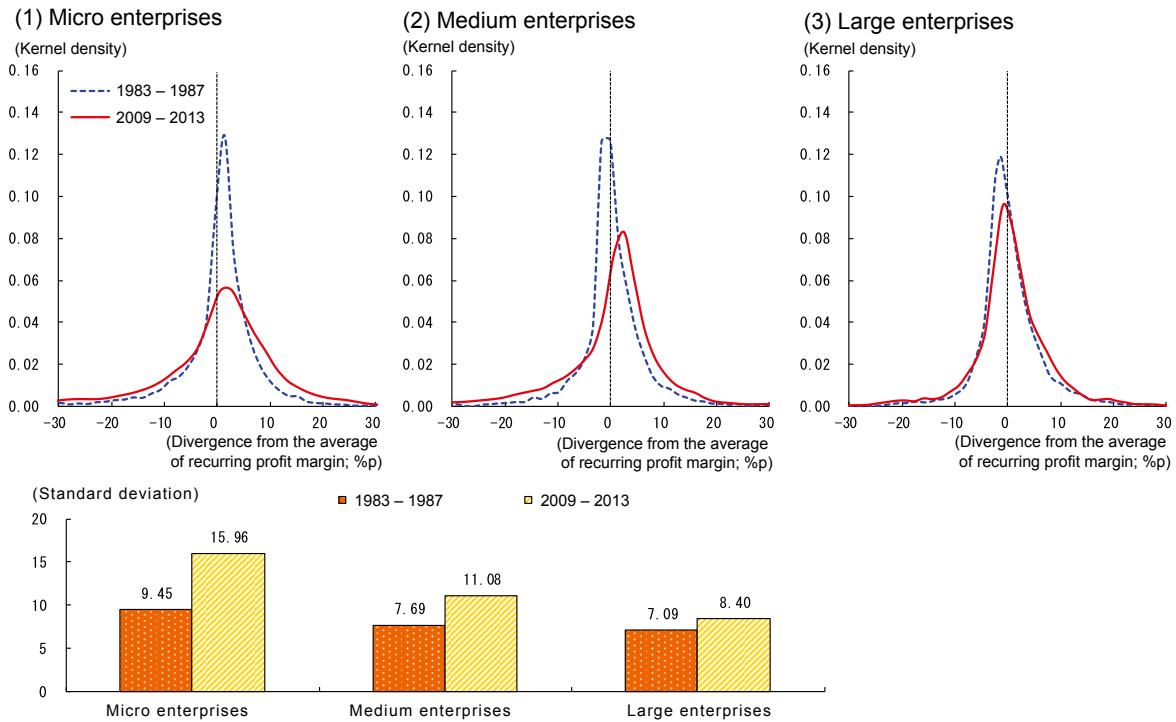 (1) Micro enterprises
(Kernel density)
0.16
0.14
0.12
0.10
0.08
0.06
0.04
0.02
0.00
1983 – 1987
2009 – 2013
−30 −20 −10 0 10 20 30
(Divergence from the average
of recurring profit margin; %p)
(2) Medium enterprises
(Kernel density)
0.16
0.14
0.12
0.10
0.08
0.06
0.04
0.02
0.00
−30 −20 −10 0 10 20 30
(Divergence from the average
of recurring profit margin; %p)
(3) Large enterprises
(Kernel density)
0.16
0.14
0.12
0.10
0.08
0.06
0.04
0.02
0.00
−30 −20 −10 0 10 20 30
(Divergence from the average
of recurring profit margin; %p)
(Standard deviation)
1983 – 1987 2009 – 2013
20
15
10
5
0
9.45 15.96 7.69 11.08 7.09 8.40
Micro enterprises Medium enterprises Large enterprises